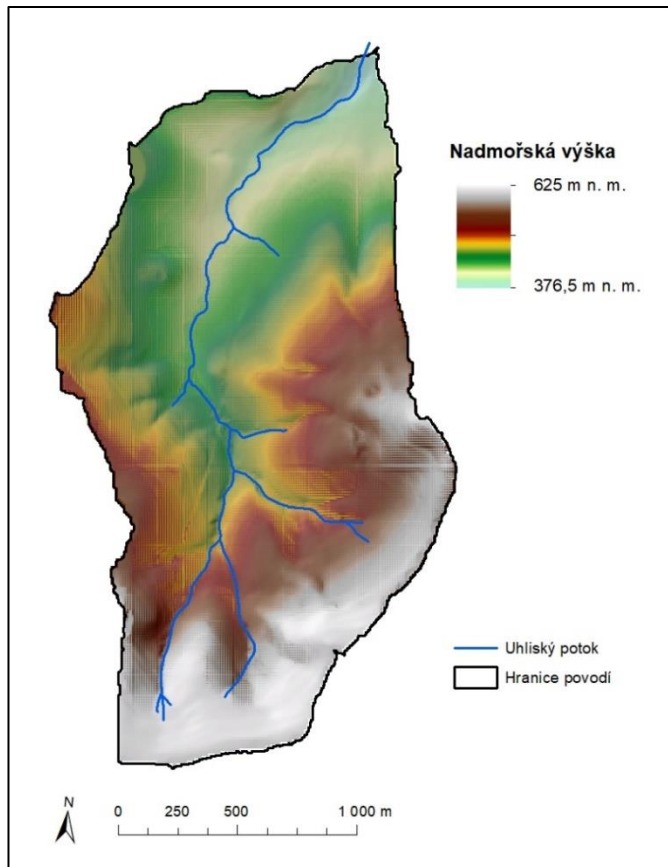 Nadmořská výška
625 m n. m.
376,5 m n. m.
Uhliský potok
Hranice povodí
N
0 250 500 1 000 m